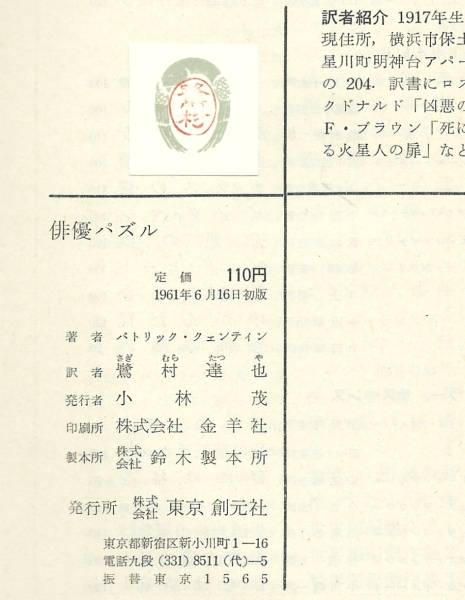 訳者紹介 1917年生
現住所，横浜市保土
星川町明神台アパー
の 204．訳書にロス
クドナルド「凶悪の
F・ブラウン「死に
る火星人の扉」など
俳優パズル
定価 110円
1961年6月16日初版
著者 パトリック・クェンティン
さぎ むら たつ や
訳者 鷺村達也
発行者 小林茂
印刷所 株式会社 金羊社
製本所 株式会社 鈴木製本所
発行所 株式会社 東京創元社
東京都新宿区新小川町1—16
電話九段 (331) 8511 (代)—5
振替東京1565